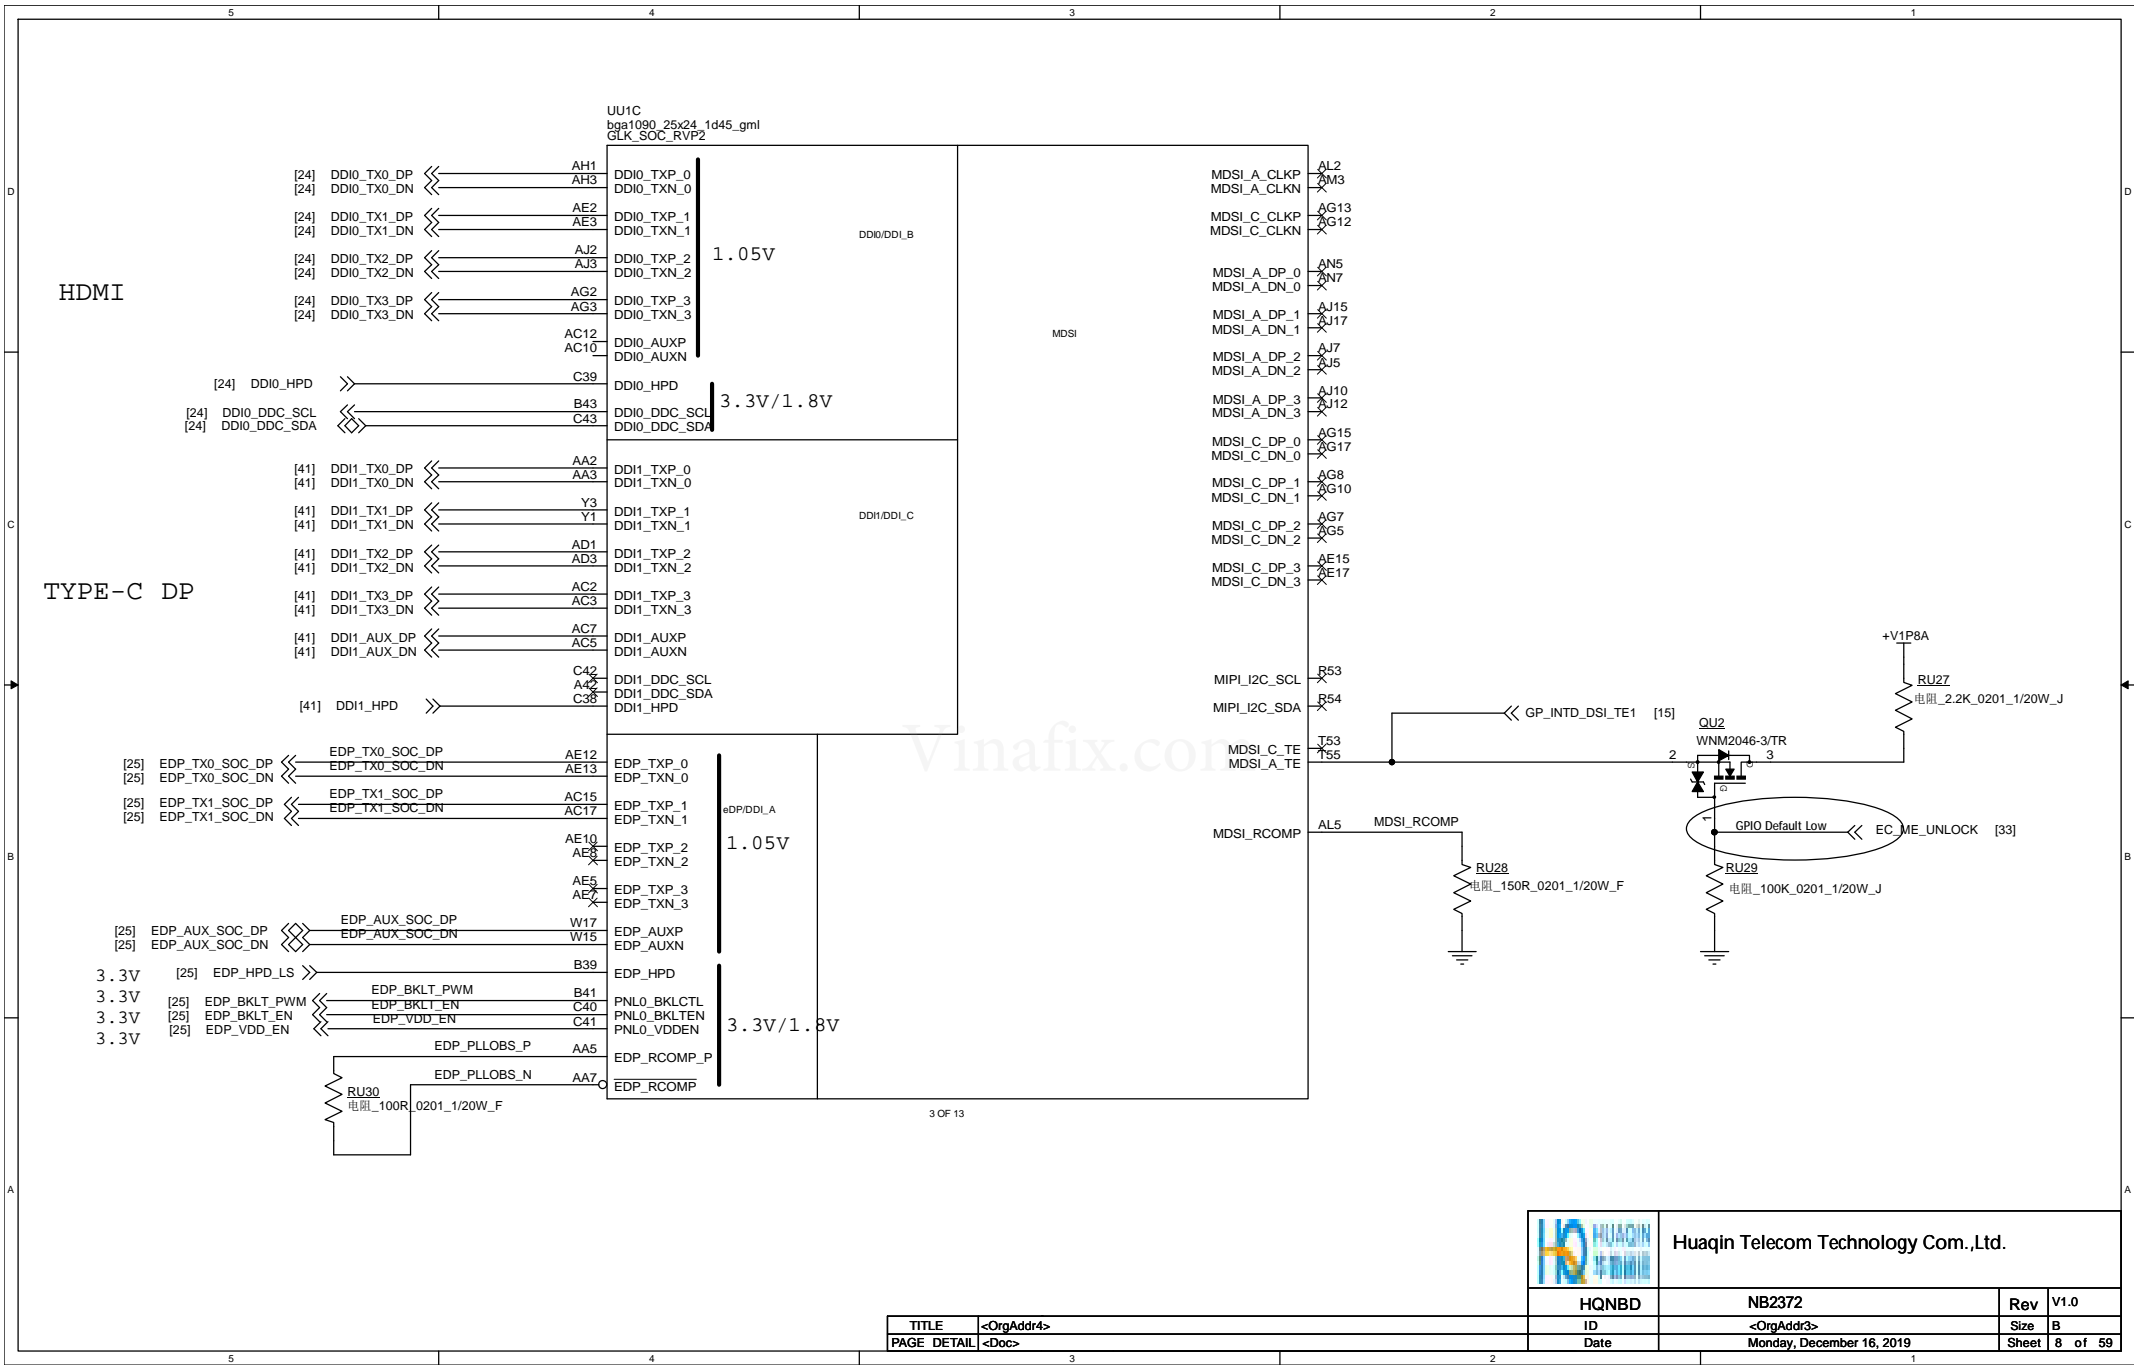 5 4 3 2 1
D
C
B
A
UU1C
bga1090_25x24_1d45_gml
GLK_SOC_RVP2
HDMI
[24] DDI0_TX0_DP AH1 DDI0_TXP_0
[24] DDI0_TX0_DN AH3 DDI0_TXN_0
[24] DDI0_TX1_DP AE2 DDI0_TXP_1
[24] DDI0_TX1_DN AE3 DDI0_TXN_1
[24] DDI0_TX2_DP AJ2 DDI0_TXP_2
[24] DDI0_TX2_DN AJ3 DDI0_TXN_2
[24] DDI0_TX3_DP AG2 DDI0_TXP_3
[24] DDI0_TX3_DN AG3 DDI0_TXN_3
AC12 DDI0_AUXP
AC10 DDI0_AUXN
1.05V
DDI0/DDI_B
[24] DDI0_HPD C39 DDI0_HPD
[24] DDI0_DDC_SCL B43 DDI0_DDC_SCL
[24] DDI0_DDC_SDA C43 DDI0_DDC_SDA
3.3V/1.8V
TYPE-C DP
[41] DDI1_TX0_DP AA2 DDI1_TXP_0
[41] DDI1_TX0_DN AA3 DDI1_TXN_0
[41] DDI1_TX1_DP Y3 DDI1_TXP_1
[41] DDI1_TX1_DN Y1 DDI1_TXN_1
DDI1/DDI_C
[41] DDI1_TX2_DP AD1 DDI1_TXP_2
[41] DDI1_TX2_DN AD3 DDI1_TXN_2
[41] DDI1_TX3_DP AC2 DDI1_TXP_3
[41] DDI1_TX3_DN AC3 DDI1_TXN_3
[41] DDI1_AUX_DP AC7 DDI1_AUXP
[41] DDI1_AUX_DN AC5 DDI1_AUXN
C42 DDI1_DDC_SCL
A42 DDI1_DDC_SDA
[41] DDI1_HPD C38 DDI1_HPD
[25] EDP_TX0_SOC_DP EDP_TX0_SOC_DP AE12 EDP_TXP_0
[25] EDP_TX0_SOC_DN EDP_TX0_SOC_DN AE13 EDP_TXN_0
[25] EDP_TX1_SOC_DP EDP_TX1_SOC_DP AC15 EDP_TXP_1
[25] EDP_TX1_SOC_DN EDP_TX1_SOC_DN AC17 EDP_TXN_1
eDP/DDI_A
1.05V
AE10 EDP_TXP_2
AE8 EDP_TXN_2
AE5 EDP_TXP_3
AE7 EDP_TXN_3
[25] EDP_AUX_SOC_DP EDP_AUX_SOC_DP W17 EDP_AUXP
[25] EDP_AUX_SOC_DN EDP_AUX_SOC_DN W15 EDP_AUXN
3.3V [25] EDP_HPD_LS B39 EDP_HPD
3.3V [25] EDP_BKLT_PWM EDP_BKLT_PWM B41 PNL0_BKLCTL
3.3V [25] EDP_BKLT_EN EDP_BKLT_EN C40 PNL0_BKLTEN
3.3V [25] EDP_VDD_EN EDP_VDD_EN C41 PNL0_VDDEN
3.3V/1.8V
EDP_PLLOBS_P AA5 EDP_RCOMP_P
EDP_PLLOBS_N AA7 EDP_RCOMP
RU30
电阻_100R_0201_1/20W_F
3 OF 13
MDSI
MDSI_A_CLKP AL2
MDSI_A_CLKN AM3
MDSI_C_CLKP AG13
MDSI_C_CLKN AG12
MDSI_A_DP_0 AN5
MDSI_A_DN_0 AN7
MDSI_A_DP_1 AJ15
MDSI_A_DN_1 AJ17
MDSI_A_DP_2 AJ7
MDSI_A_DN_2 AJ5
MDSI_A_DP_3 AJ10
MDSI_A_DN_3 AJ12
MDSI_C_DP_0 AG15
MDSI_C_DN_0 AG17
MDSI_C_DP_1 AG8
MDSI_C_DN_1 AG10
MDSI_C_DP_2 AG7
MDSI_C_DN_2 AG5
MDSI_C_DP_3 AE15
MDSI_C_DN_3 AE17
MIPI_I2C_SCL R53
MIPI_I2C_SDA R54
MDSI_C_TE T53
MDSI_A_TE T55
MDSI_RCOMP AL5 MDSI_RCOMP
Vinafix.com
+V1P8A
RU27
电阻_2.2K_0201_1/20W_J
GP_INTD_DSI_TE1 [15]
QU2
WNM2046-3/TR
2 S D 3
G
1
GPIO Default Low EC_ME_UNLOCK [33]
RU28
电阻_150R_0201_1/20W_F
RU29
电阻_100K_0201_1/20W_J
HQ HUAQIN
华勤通讯
Huaqin Telecom Technology Com.,Ltd.
HQNBD NB2372 Rev V1.0
TITLE <OrgAddr4> ID <OrgAddr3> Size B
PAGE DETAIL <Doc> Date Monday, December 16, 2019 Sheet 8 of 59
5 4 3 2 1
D
C
B
A